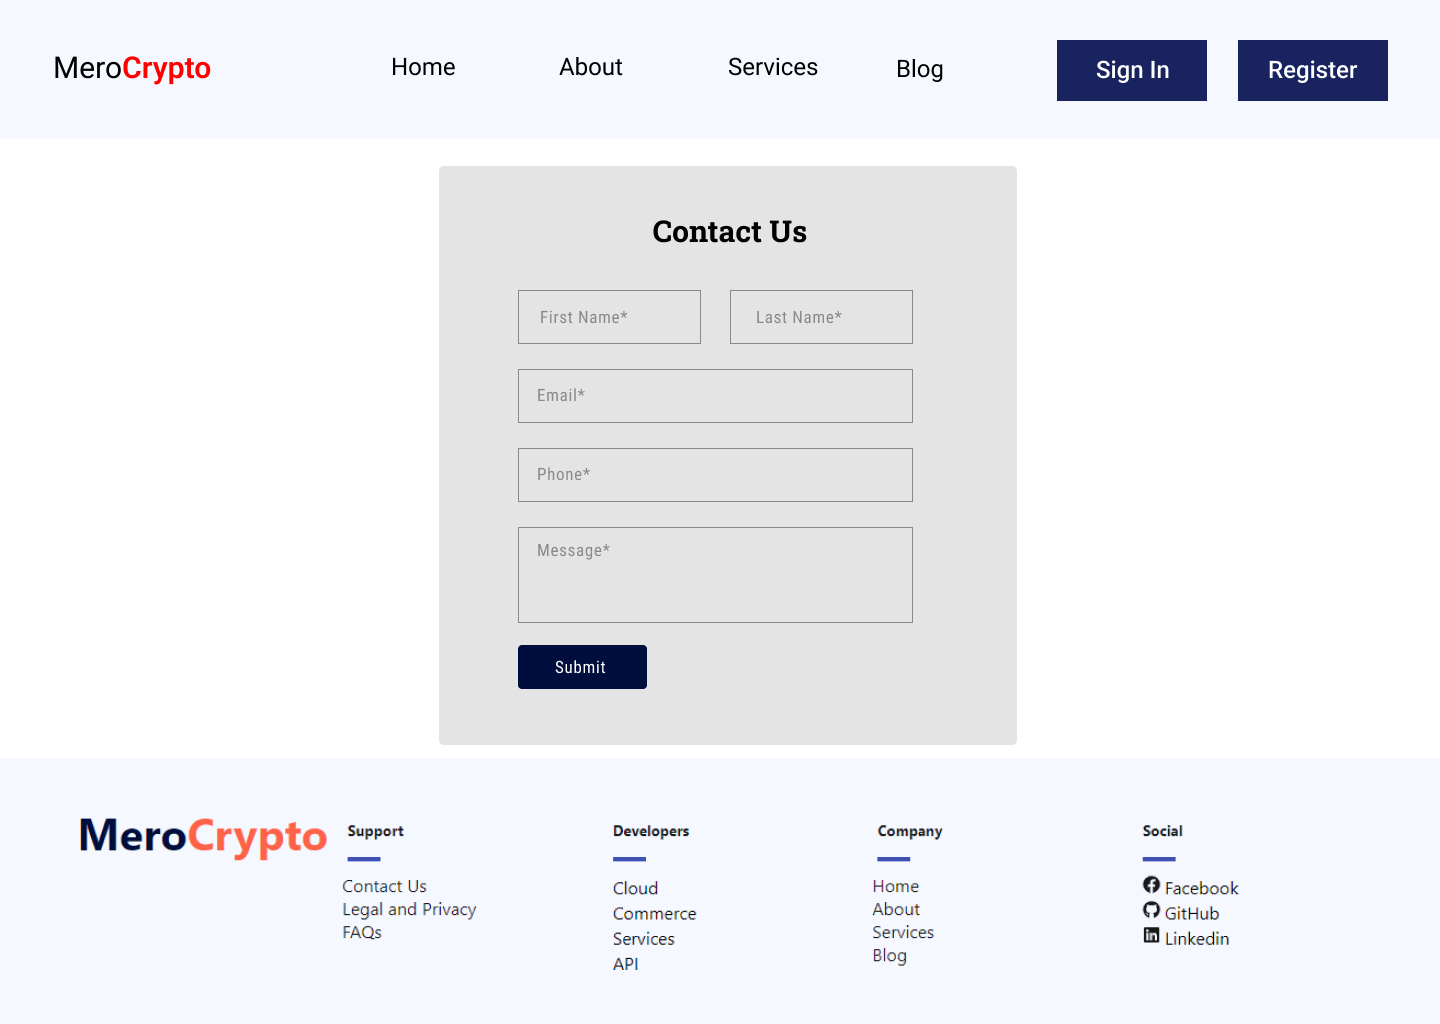 MeroCrypto Home About Services Blog Sign In Register
Contact Us
First Name* Last Name*
Email*
Phone*
Message*
Submit
MeroCrypto
Support
Contact Us
Legal and Privacy
FAQs
Developers
Cloud
Commerce
Services
API
Company
Home
About
Services
Blog
Social
Facebook
GitHub
Linkedin